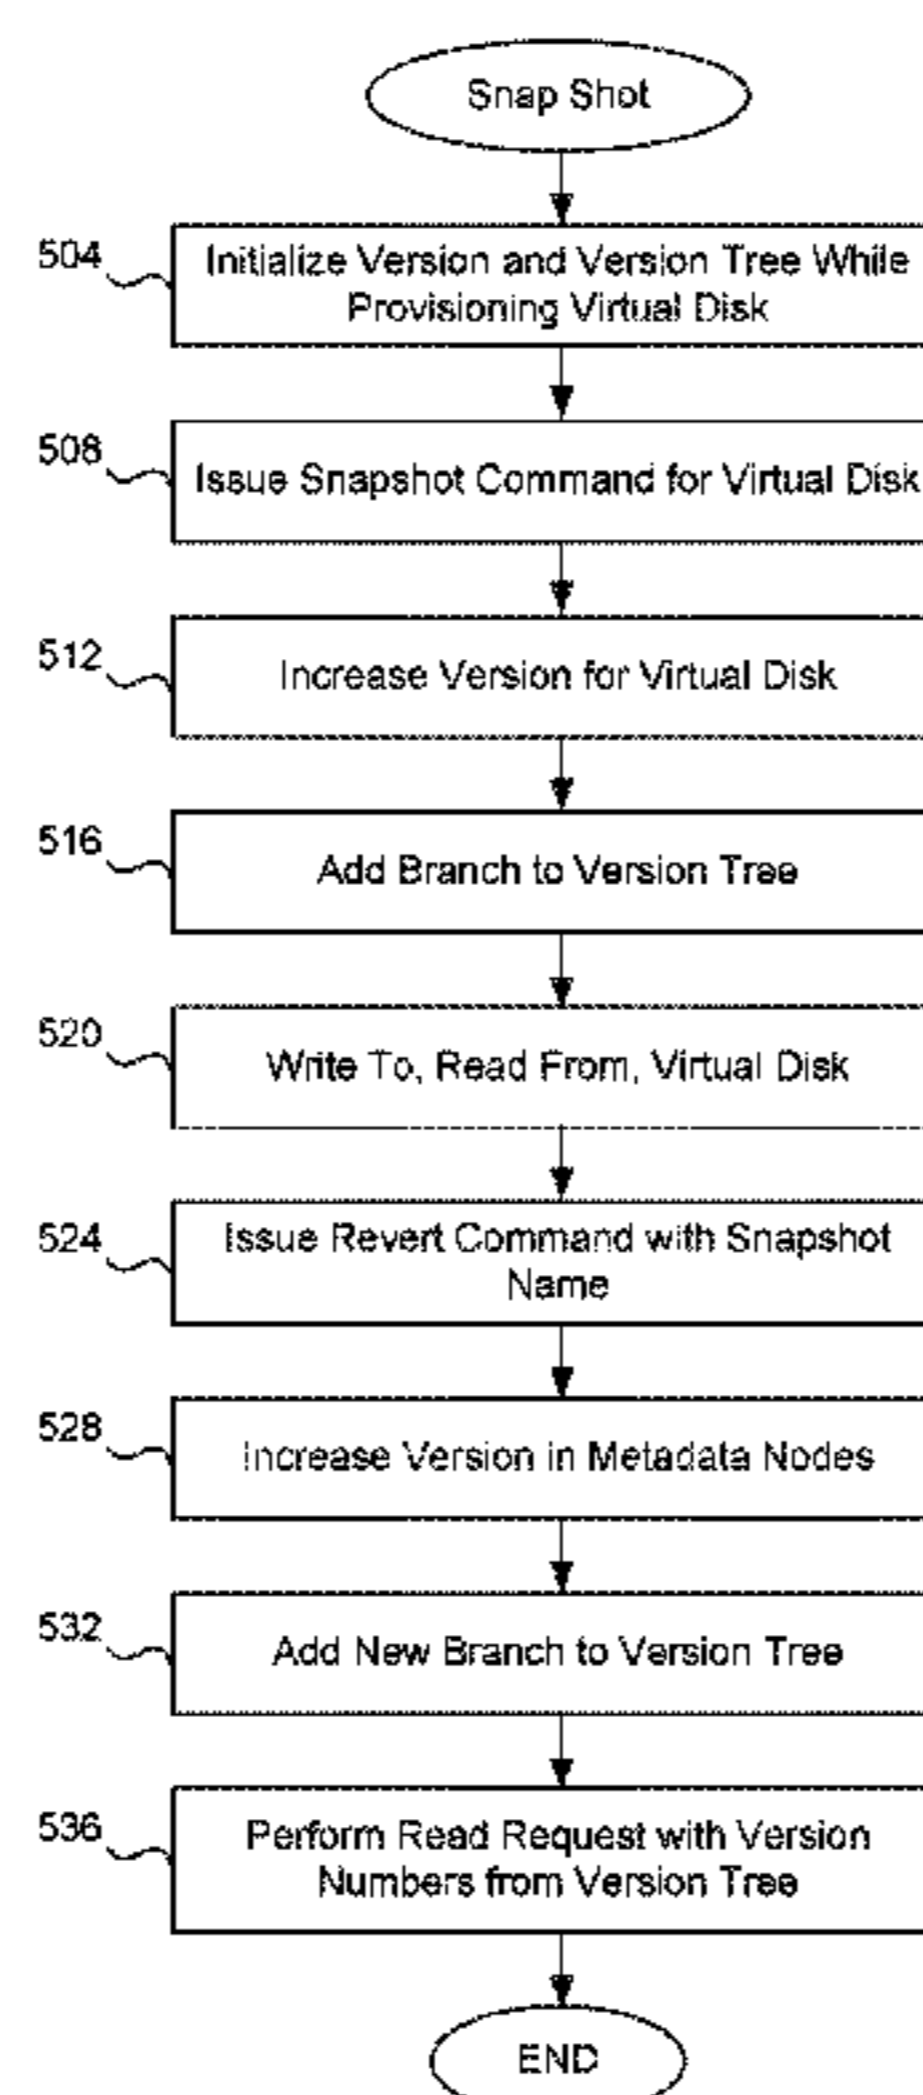 Snap Shot
504
Initialize Version and Version Tree While
Provisioning Virtual Disk
508
Issue Snapshot Command for Virtual Disk
512
Increase Version for Virtual Disk
516
Add Branch to Version Tree
520
Write To, Read From, Virtual Disk
524
Issue Revert Command with Snapshot
Name
528
Increase Version in Metadata Nodes
532
Add New Branch to Version Tree
536
Perform Read Request with Version
Numbers from Version Tree
END